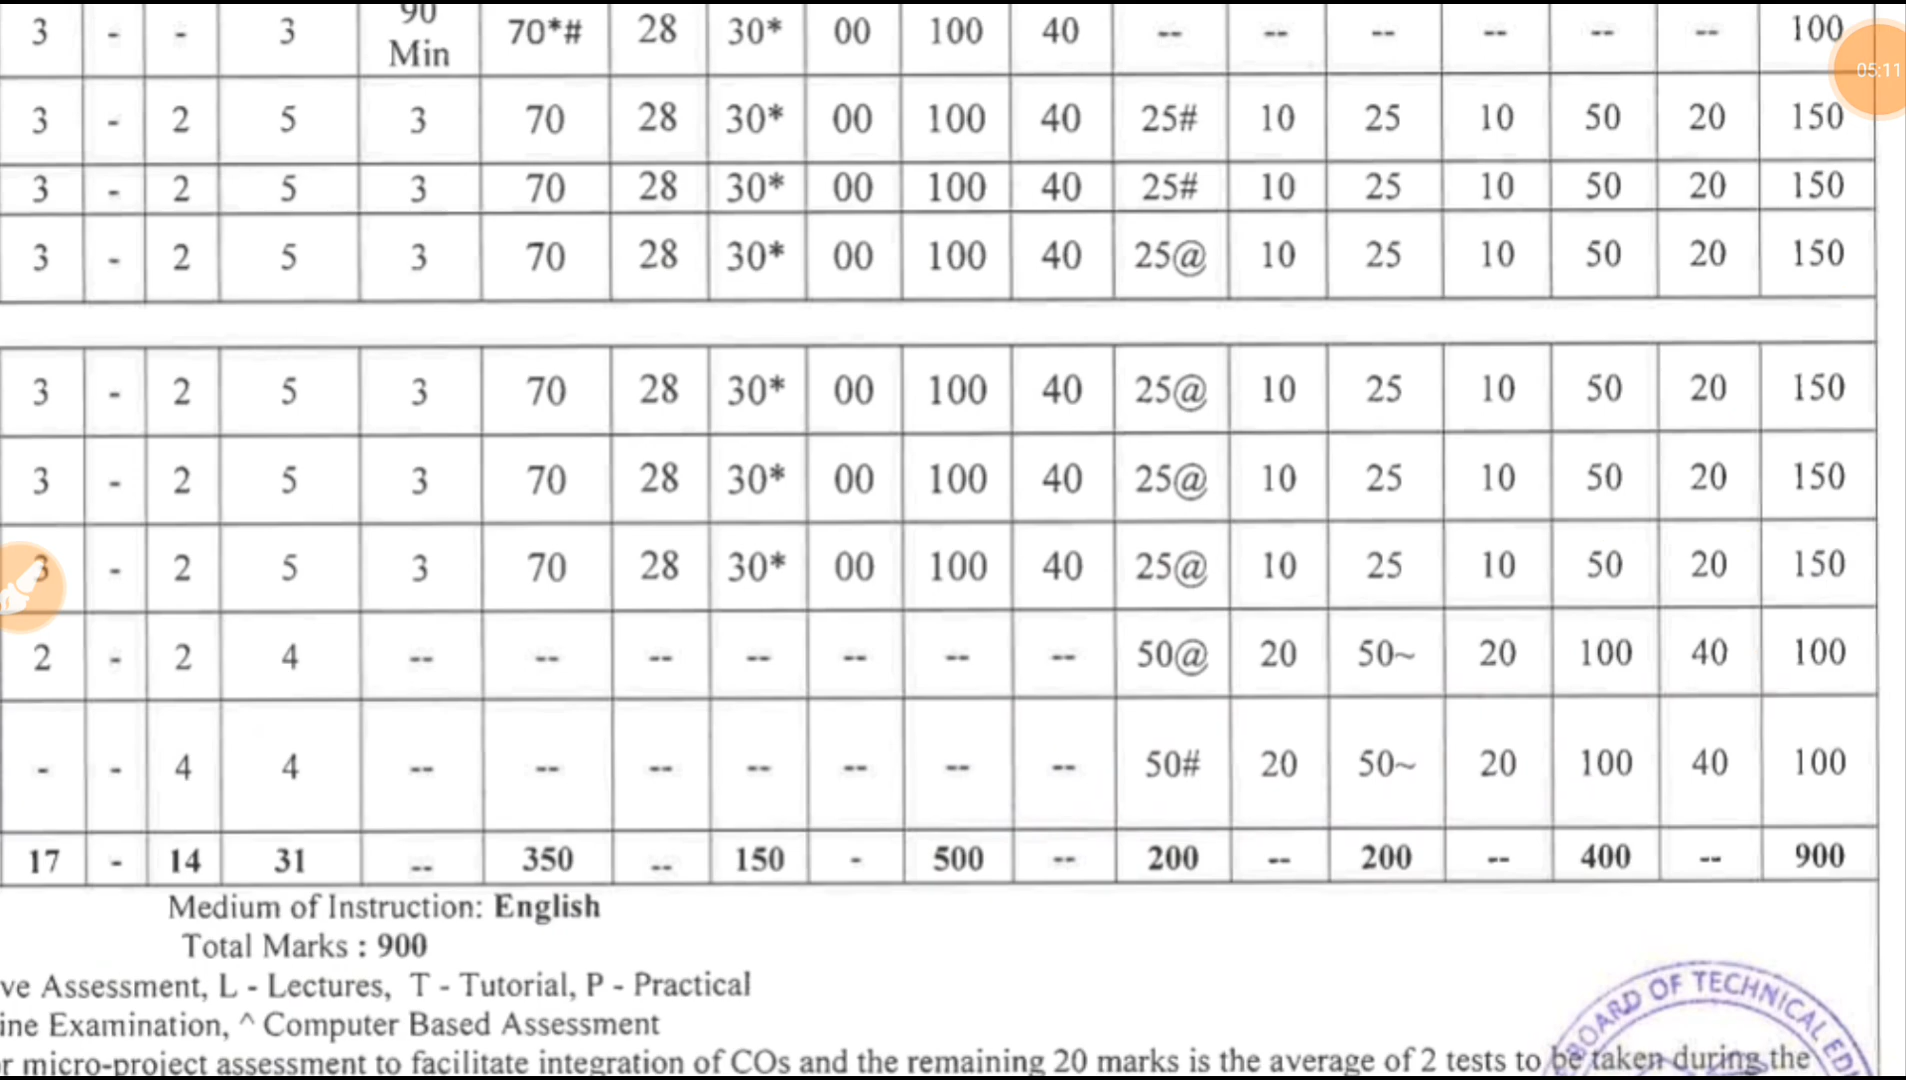 3 - - 3 90 Min 70*# 28 30* 00 100 40 -- -- -- -- -- -- 100
05:11
3 - 2 5 3 70 28 30* 00 100 40 25# 10 25 10 50 20 150
3 - 2 5 3 70 28 30* 00 100 40 25# 10 25 10 50 20 150
3 - 2 5 3 70 28 30* 00 100 40 25@ 10 25 10 50 20 150
3 - 2 5 3 70 28 30* 00 100 40 25@ 10 25 10 50 20 150
3 - 2 5 3 70 28 30* 00 100 40 25@ 10 25 10 50 20 150
3 - 2 5 3 70 28 30* 00 100 40 25@ 10 25 10 50 20 150
2 - 2 4 -- -- -- -- -- -- -- 50@ 20 50~ 20 100 40 100
- - 4 4 -- -- -- -- -- -- -- 50# 20 50~ 20 100 40 100
17 - 14 31 -- 350 -- 150 - 500 -- 200 -- 200 -- 400 -- 900
Medium of Instruction: English
Total Marks : 900
ve Assessment, L - Lectures, T - Tutorial, P - Practical
ine Examination, ^ Computer Based Assessment
r micro-project assessment to facilitate integration of COs and the remaining 20 marks is the average of 2 tests to be taken during the
BOARD OF TECHNICAL ED